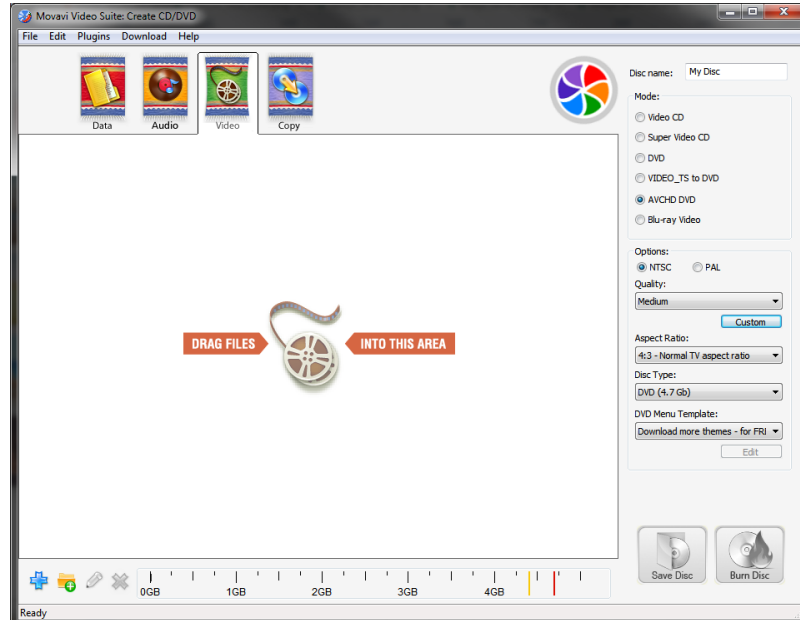 Movavi Video Suite: Create CD/DVD
File Edit Plugins Download Help
Data Audio Video Copy
Disc name: My Disc
Mode:
Video CD
Super Video CD
DVD
VIDEO_TS to DVD
AVCHD DVD
Blu-ray Video
Options:
NTSC PAL
Quality:
Medium
Custom
Aspect Ratio:
4:3 - Normal TV aspect ratio
Disc Type:
DVD (4.7 Gb)
DVD Menu Template:
Download more themes - for FRI
Edit
DRAG FILES INTO THIS AREA
0GB 1GB 2GB 3GB 4GB
Save Disc Burn Disc
Ready